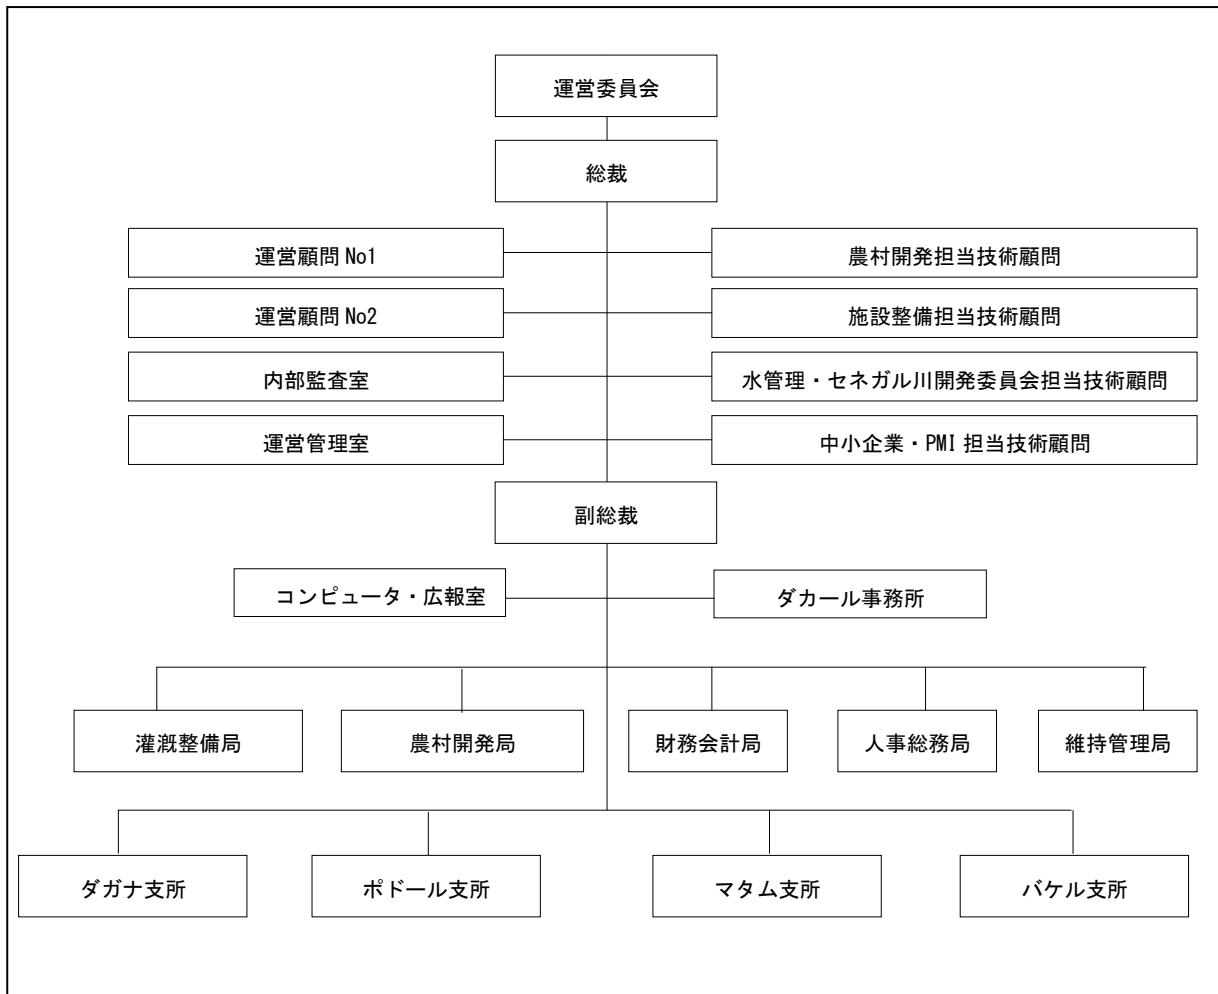 運営委員会
総裁
運営顧問 No1
農村開発担当技術顧問
運営顧問 No2
施設整備担当技術顧問
内部監査室
水管理・セネガル川開発委員会担当技術顧問
運営管理室
中小企業・PMI 担当技術顧問
副総裁
コンピュータ・広報室
ダカール事務所
灌漑整備局
農村開発局
財務会計局
人事総務局
維持管理局
ダガナ支所
ポドール支所
マタム支所
バケル支所